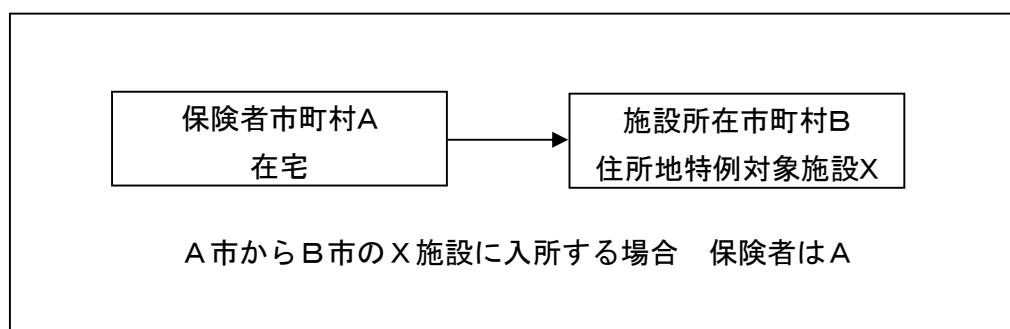 保険者市町村A
在宅
施設所在市町村B
住所地特例対象施設X
A市からB市のX施設に入所する場合　保険者はA